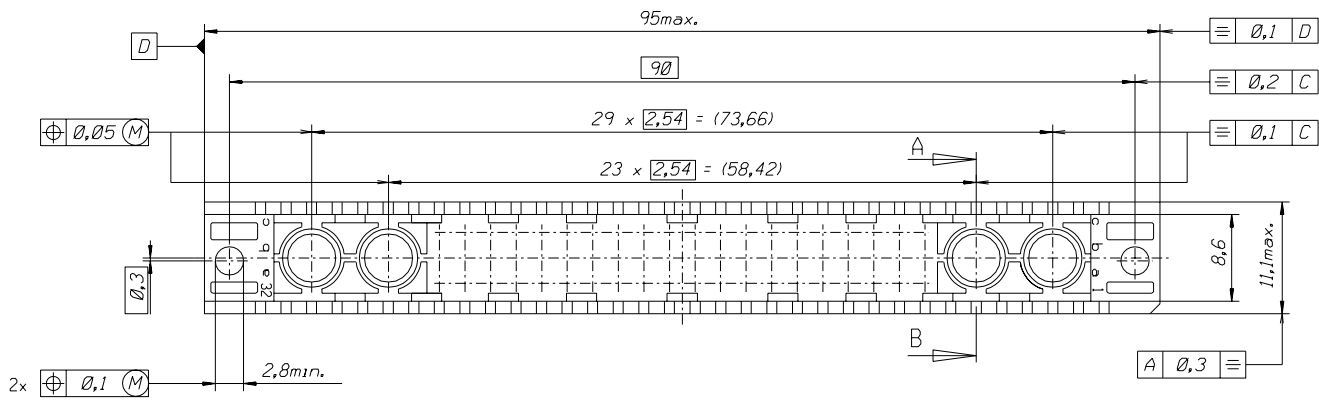 95max.
D
⌯ Ø,1 D
90
⌯ Ø,2 C
29 x 2,54 = (73,66)
⌖ Ø,05 Ⓜ
⌯ Ø,1 C
A
23 x 2,54 = (58,42)
c
b
a
32
c
b
a
1
0,3
8,6
11,1max.
B
2,8min.
2x ⌖ Ø,1 Ⓜ
A Ø,3 ⌯